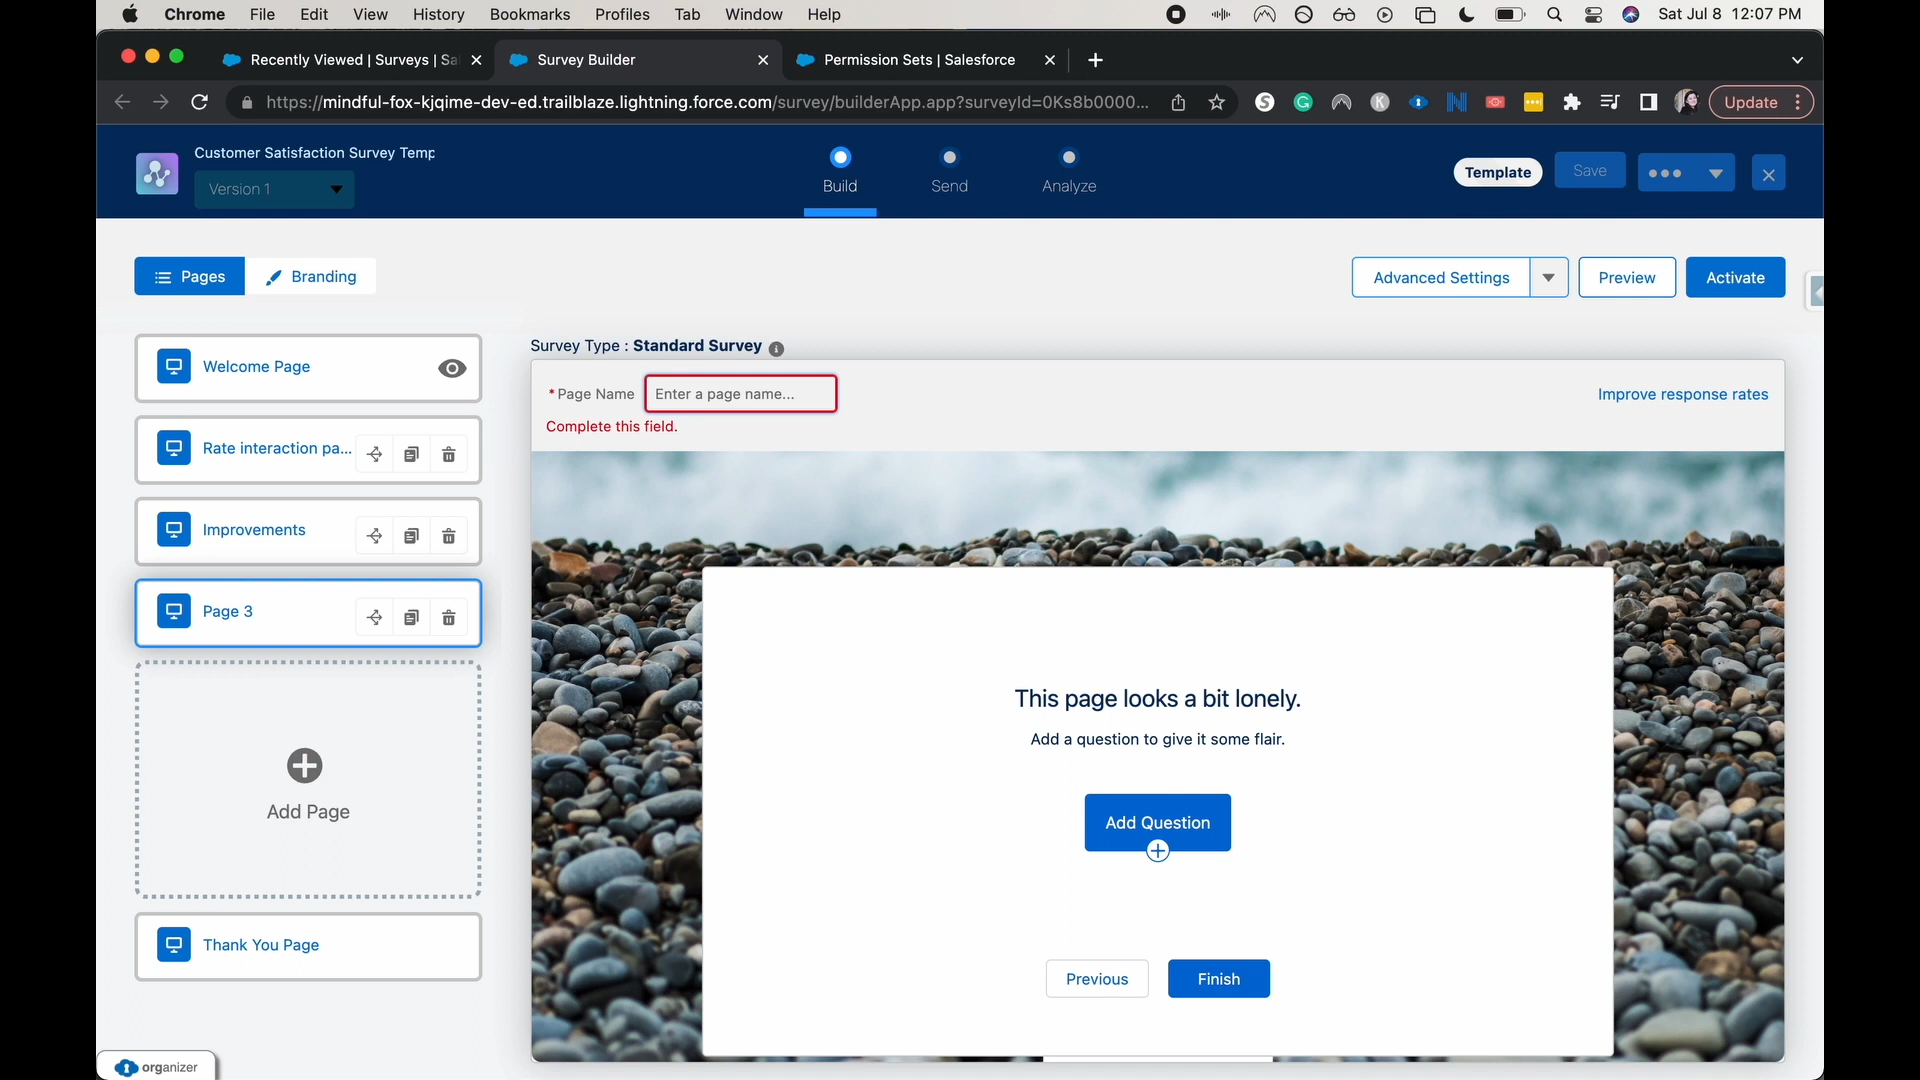 Chrome File Edit View History Bookmarks Profiles Tab Window Help Sat Jul 8 12:07 PM
Recently Viewed | Surveys | Sa
Survey Builder
Permission Sets | Salesforce
https://mindful-fox-kjqime-dev-ed.trailblaze.lightning.force.com/survey/builderApp.app?surveyId=0Ks8b0000...
Update
Customer Satisfaction Survey Temp
Version 1
Build
Send
Analyze
Template
Save
Pages
Branding
Advanced Settings
Preview
Activate
Welcome Page
Rate interaction pa...
Improvements
Page 3
Add Page
Thank You Page
Survey Type : Standard Survey
* Page Name
Enter a page name...
Improve response rates
Complete this field.
This page looks a bit lonely.
Add a question to give it some flair.
Add Question
Previous
Finish
organizer